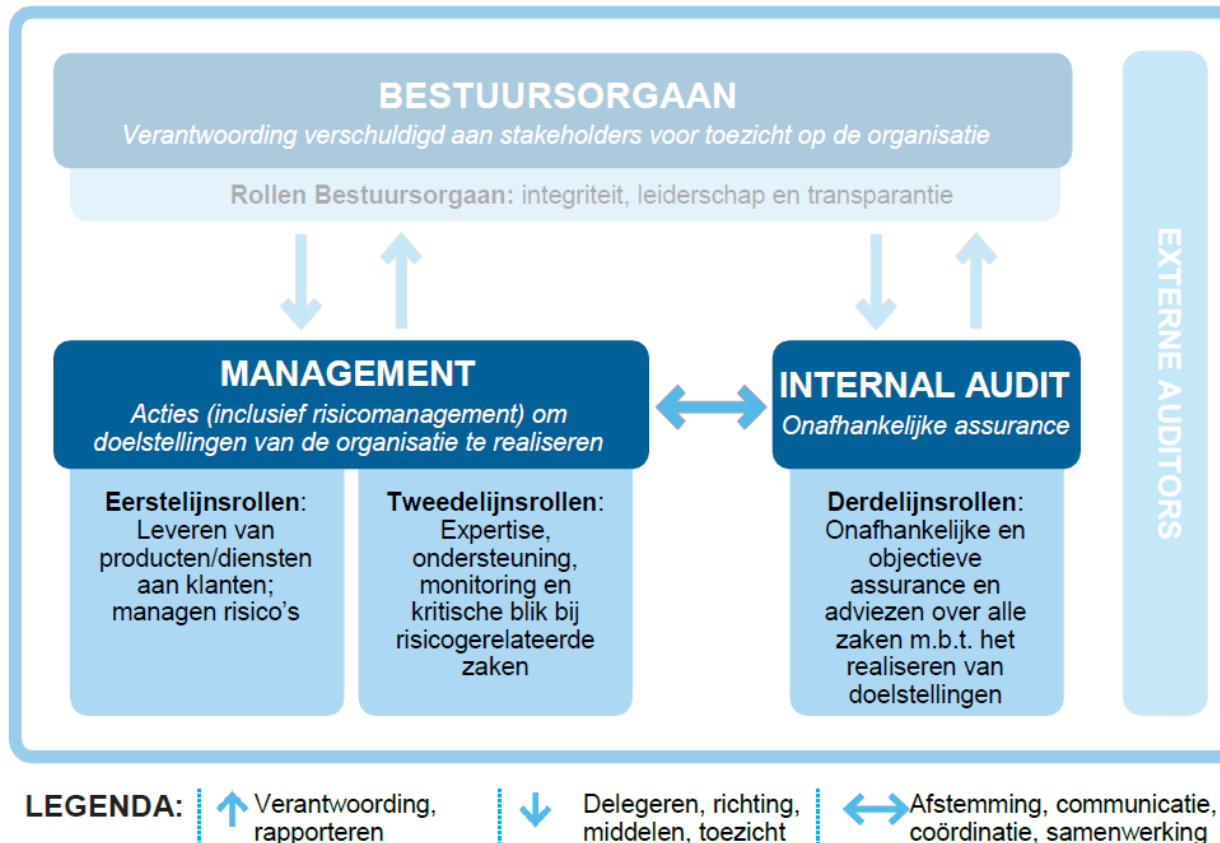 BESTUURSORGAAN
Verantwoording verschuldigd aan stakeholders voor toezicht op de organisatie
Rollen Bestuursorgaan: integriteit, leiderschap en transparantie
MANAGEMENT
Acties (inclusief risicomanagement) om
doelstellingen van de organisatie te realiseren
Eerstelijnsrollen:
Leveren van
producten/diensten
aan klanten;
managen risico's
Tweedelijnsrollen:
Expertise,
ondersteuning,
monitoring en
kritische blik bij
risicogerelateerde
zaken
INTERNAL AUDIT
Onafhankelijke assurance
Derdelijnsrollen:
Onafhankelijke en
objectieve
assurance en
adviezen over alle
zaken m.b.t. het
realiseren van
doelstellingen
EXTERNE AUDITORS
LEGENDA:
Verantwoording,
rapporteren
Delegeren, richting,
middelen, toezicht
Afstemming, communicatie,
coördinatie, samenwerking